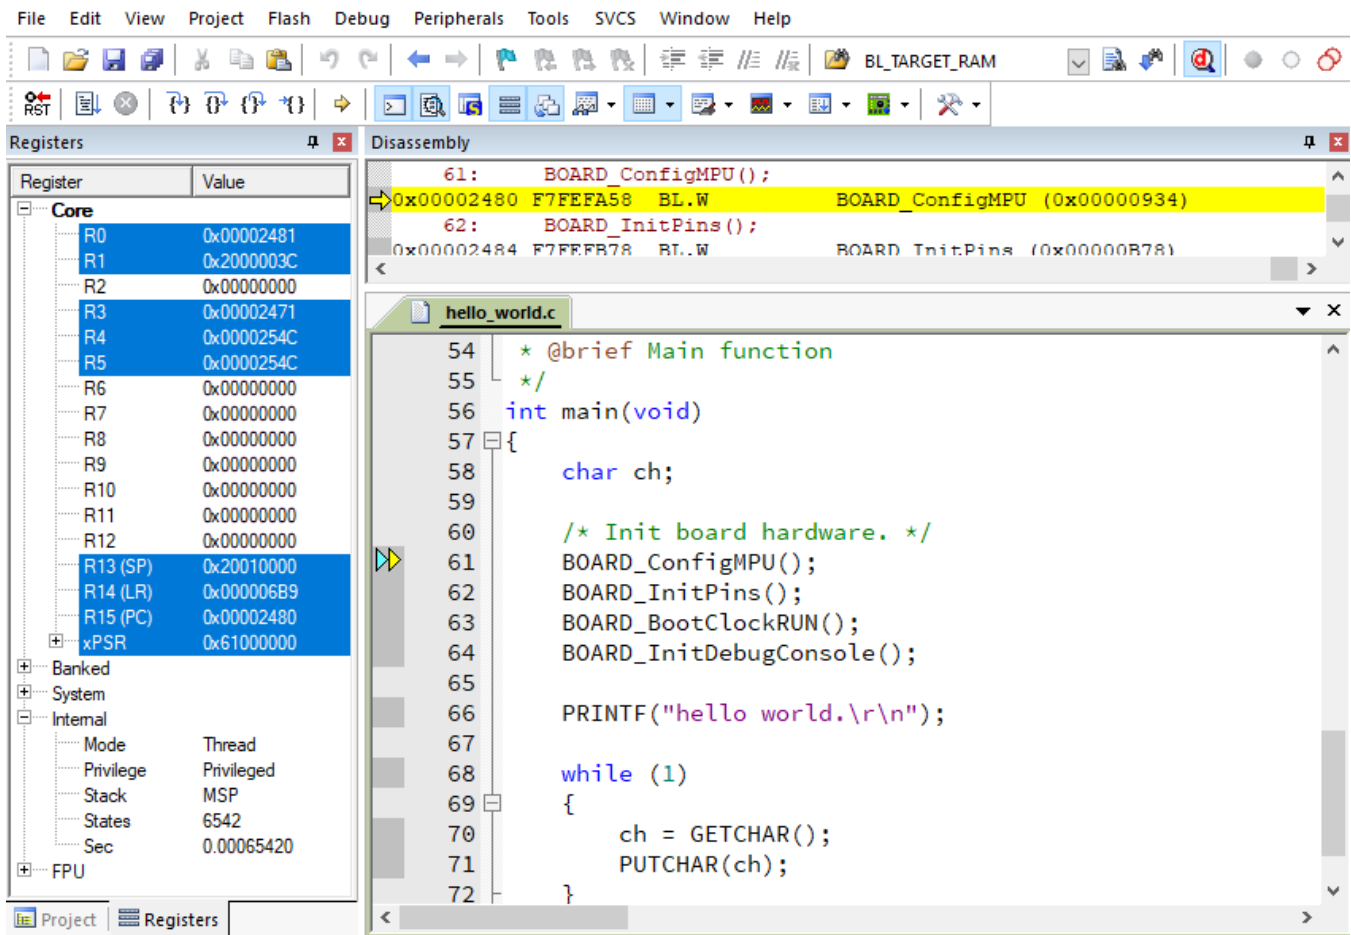 File Edit View Project Flash Debug Peripherals Tools SVCS Window Help
BL_TARGET_RAM
RST
Registers
Register Value
Core
R0 0x00002481
R1 0x2000003C
R2 0x00000000
R3 0x00002471
R4 0x0000254C
R5 0x0000254C
R6 0x00000000
R7 0x00000000
R8 0x00000000
R9 0x00000000
R10 0x00000000
R11 0x00000000
R12 0x00000000
R13 (SP) 0x20010000
R14 (LR) 0x000006B9
R15 (PC) 0x00002480
xPSR 0x61000000
Banked
System
Internal
Mode Thread
Privilege Privileged
Stack MSP
States 6542
Sec 0.00065420
FPU
Project Registers
Disassembly
61: BOARD_ConfigMPU();
0x00002480 F7FEFA58 BL.W BOARD_ConfigMPU (0x00000934)
62: BOARD_InitPins();
0x00002484 F7FEFB78 BL.W BOARD_InitPins (0x00000B78)
hello_world.c
54 * @brief Main function
55 */
56 int main(void)
57 {
58 char ch;
59
60 /* Init board hardware. */
61 BOARD_ConfigMPU();
62 BOARD_InitPins();
63 BOARD_BootClockRUN();
64 BOARD_InitDebugConsole();
65
66 PRINTF("hello world.\r\n");
67
68 while (1)
69 {
70 ch = GETCHAR();
71 PUTCHAR(ch);
72 }